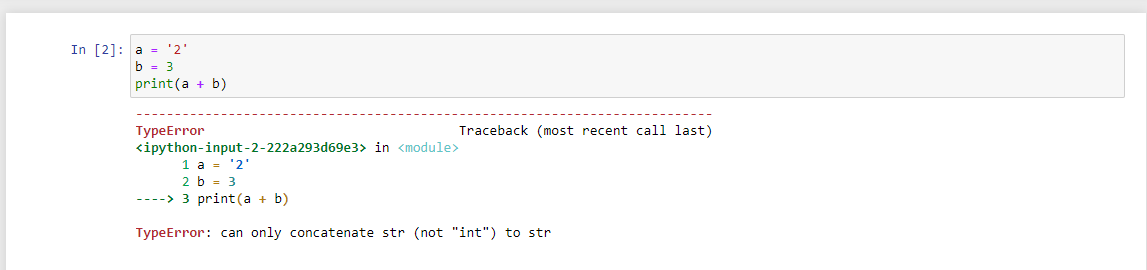 In [2]: a = '2'
b = 3
print(a + b)
---------------------------------------------------------------------------
TypeError                                 Traceback (most recent call last)
<ipython-input-2-222a293d69e3> in <module>
      1 a = '2'
      2 b = 3
----> 3 print(a + b)
TypeError: can only concatenate str (not "int") to str